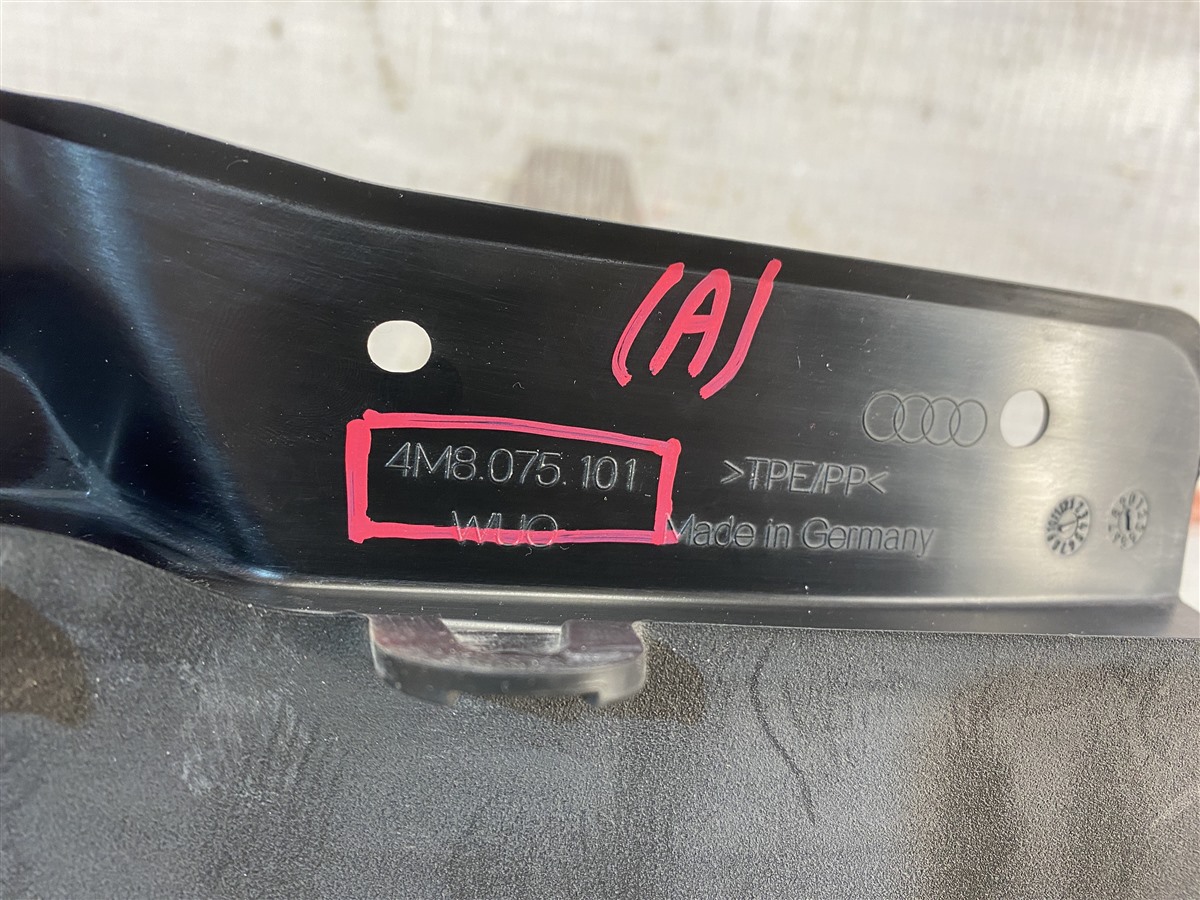 (A)
4M8.075.101
>TPE/PP<
WUO
Made in Germany